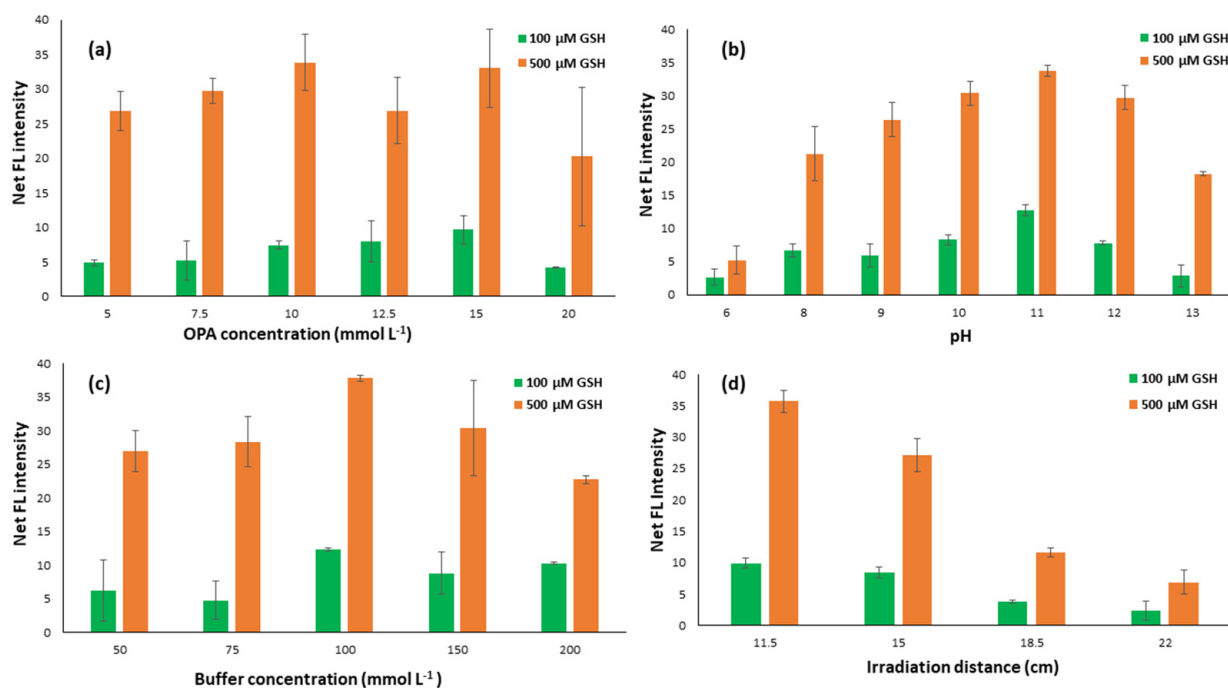 (a)
100 µM GSH
500 µM GSH
Net FL intensity
40
35
30
25
20
15
10
5
0
5 7.5 10 12.5 15 20
OPA concentration (mmol L⁻¹)
(b)
100 µM GSH
500 µM GSH
Net FL intensity
40
35
30
25
20
15
10
5
0
6 8 9 10 11 12 13
pH
(c)
100 µM GSH
500 µM GSH
Net FL intensity
40
35
30
25
20
15
10
5
0
50 75 100 150 200
Buffer concentration (mmol L⁻¹)
(d)
100 µM GSH
500 µM GSH
Net FL Intensity
40
35
30
25
20
15
10
5
0
11.5 15 18.5 22
Irradiation distance (cm)